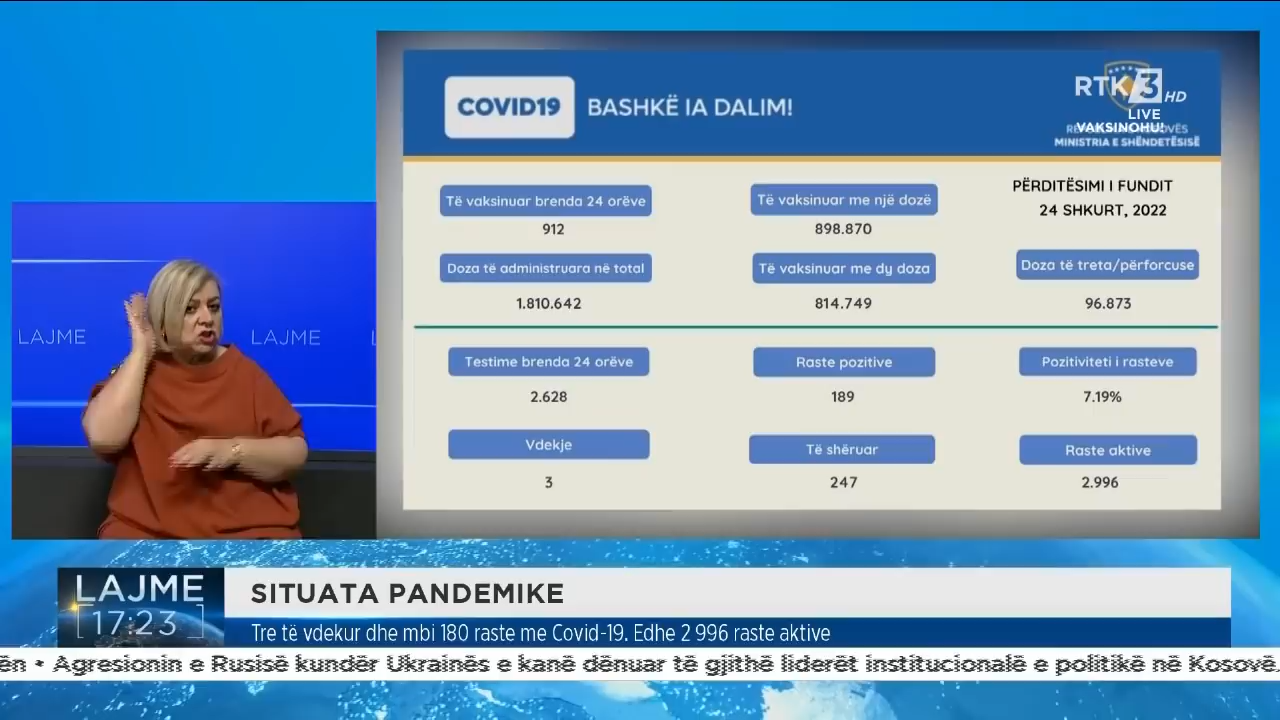 COVID19 BASHKË IA DALIM!
RTK 3 HD
LIVE
VAKSINOHU!
MINISTRIA E SHËNDETËSISË
PËRDITËSIMI I FUNDIT
24 SHKURT, 2022
Të vaksinuar brenda 24 orëve
912
Të vaksinuar me një dozë
898.870
Doza të administruara në total
1.810.642
Të vaksinuar me dy doza
814.749
Doza të treta/përforcuse
96.873
Testime brenda 24 orëve
2.628
Raste pozitive
189
Pozitiviteti i rasteve
7.19%
Vdekje
3
Të shëruar
247
Raste aktive
2.996
LAJME
LAJME
LAJME
17:23
SITUATA PANDEMIKE
Tre të vdekur dhe mbi 180 raste me Covid-19. Edhe 2 996 raste aktive
ën • Agresionin e Rusisë kundër Ukrainës e kanë dënuar të gjithë liderët institucionalë e politikë në Kosovë.